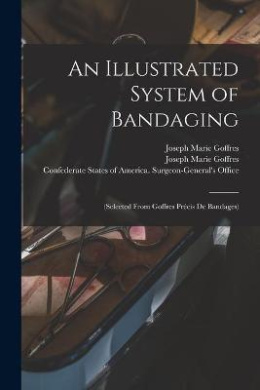 AN ILLUSTRATED
SYSTEM OF
BANDAGING
Joseph Marie Goffres
Joseph Marie Goffres
Confederate States of America. Surgeon-General's Office
(Selected From Goffres Précis De Bandages)